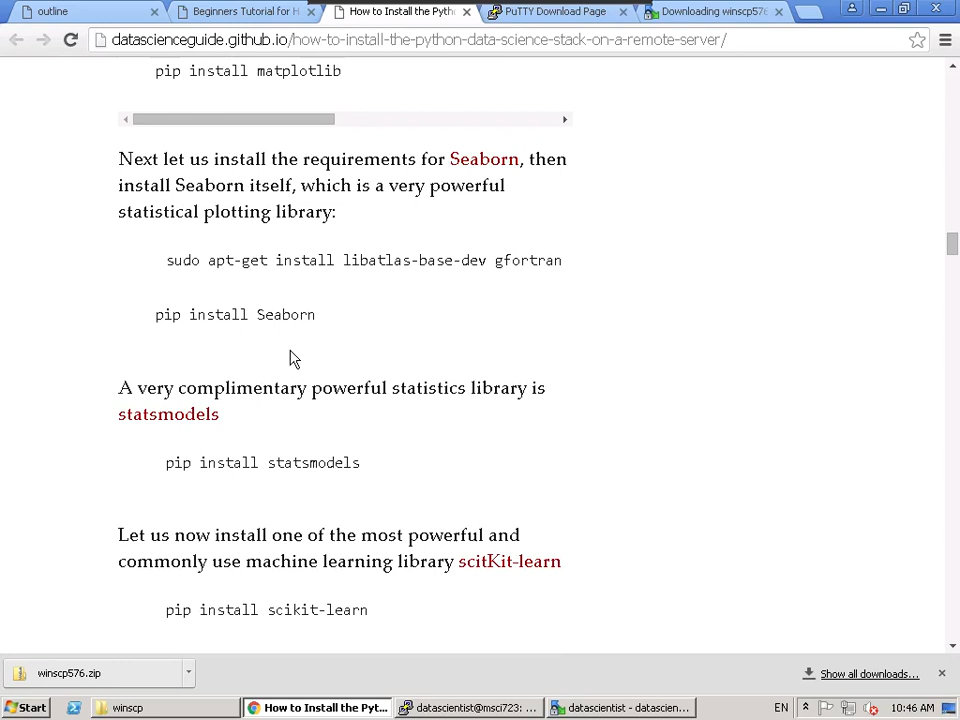 outline
Beginners Tutorial for H
How to Install the Pytho
PuTTY Download Page
Downloading winscp576
datascienceguide.github.io/how-to-install-the-python-data-science-stack-on-a-remote-server/
pip install matplotlib
Next let us install the requirements for Seaborn, then
install Seaborn itself, which is a very powerful
statistical plotting library:
sudo apt-get install libatlas-base-dev gfortran
pip install Seaborn
A very complimentary powerful statistics library is
statsmodels
pip install statsmodels
Let us now install one of the most powerful and
commonly use machine learning library scitKit-learn
pip install scikit-learn
winscp576.zip
Show all downloads...
Start
winscp
How to Install the Pyt...
datascientist@msci723: ...
datascientist - datascien...
EN
10:46 AM